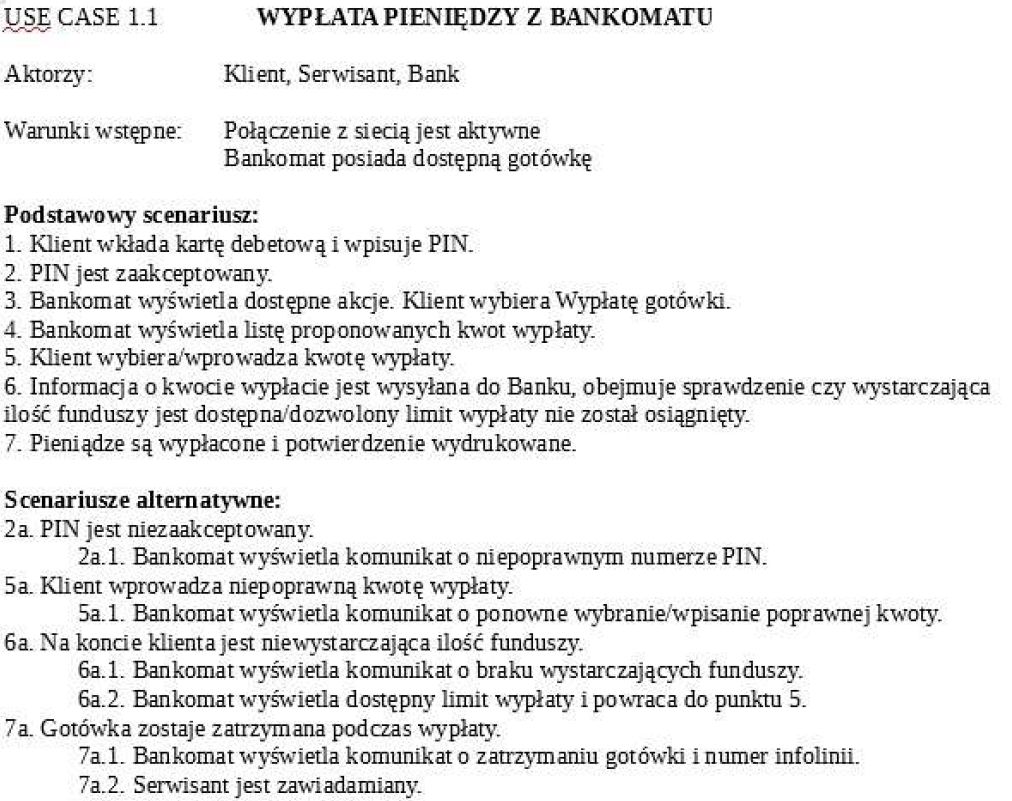 USE CASE 1.1 WYPŁATA PIENIĘDZY Z BANKOMATU
Aktorzy: Klient, Serwisant, Bank
Warunki wstępne: Połączenie z siecią jest aktywne
Bankomat posiada dostępną gotówkę
Podstawowy scenariusz:
1. Klient wkłada kartę debetową i wpisuje PIN.
2. PIN jest zaakceptowany.
3. Bankomat wyświetla dostępne akcje. Klient wybiera Wypłatę gotówki.
4. Bankomat wyświetla listę proponowanych kwot wypłaty.
5. Klient wybiera/wprowadza kwotę wypłaty.
6. Informacja o kwocie wypłacie jest wysyłana do Banku, obejmuje sprawdzenie czy wystarczająca
ilość funduszy jest dostępna/dozwolony limit wypłaty nie został osiągnięty.
7. Pieniądze są wypłacone i potwierdzenie wydrukowane.
Scenariusze alternatywne:
2a. PIN jest niezaakceptowany.
2a.1. Bankomat wyświetla komunikat o niepoprawnym numerze PIN.
5a. Klient wprowadza niepoprawną kwotę wypłaty.
5a.1. Bankomat wyświetla komunikat o ponowne wybranie/wpisanie poprawnej kwoty.
6a. Na koncie klienta jest niewystarczająca ilość funduszy.
6a.1. Bankomat wyświetla komunikat o braku wystarczających funduszy.
6a.2. Bankomat wyświetla dostępny limit wypłaty i powraca do punktu 5.
7a. Gotówka zostaje zatrzymana podczas wypłaty.
7a.1. Bankomat wyświetla komunikat o zatrzymaniu gotówki i numer infolinii.
7a.2. Serwisant jest zawiadamiany.